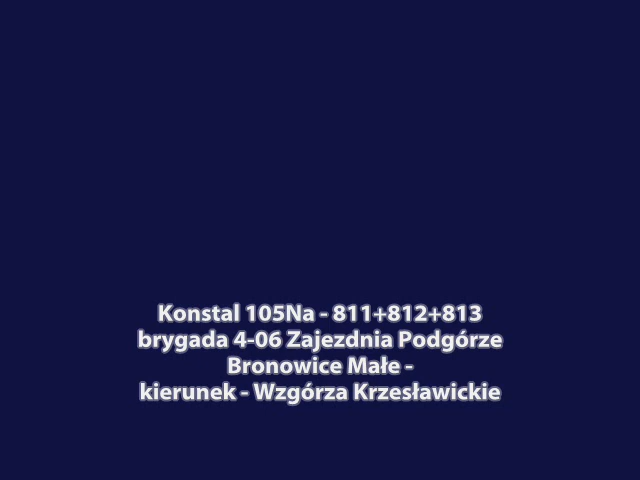 Konstal 105Na - 811+812+813
brygada 4-06 Zajezdnia Podgórze
Bronowice Małe -
kierunek - Wzgórza Krzesławickie